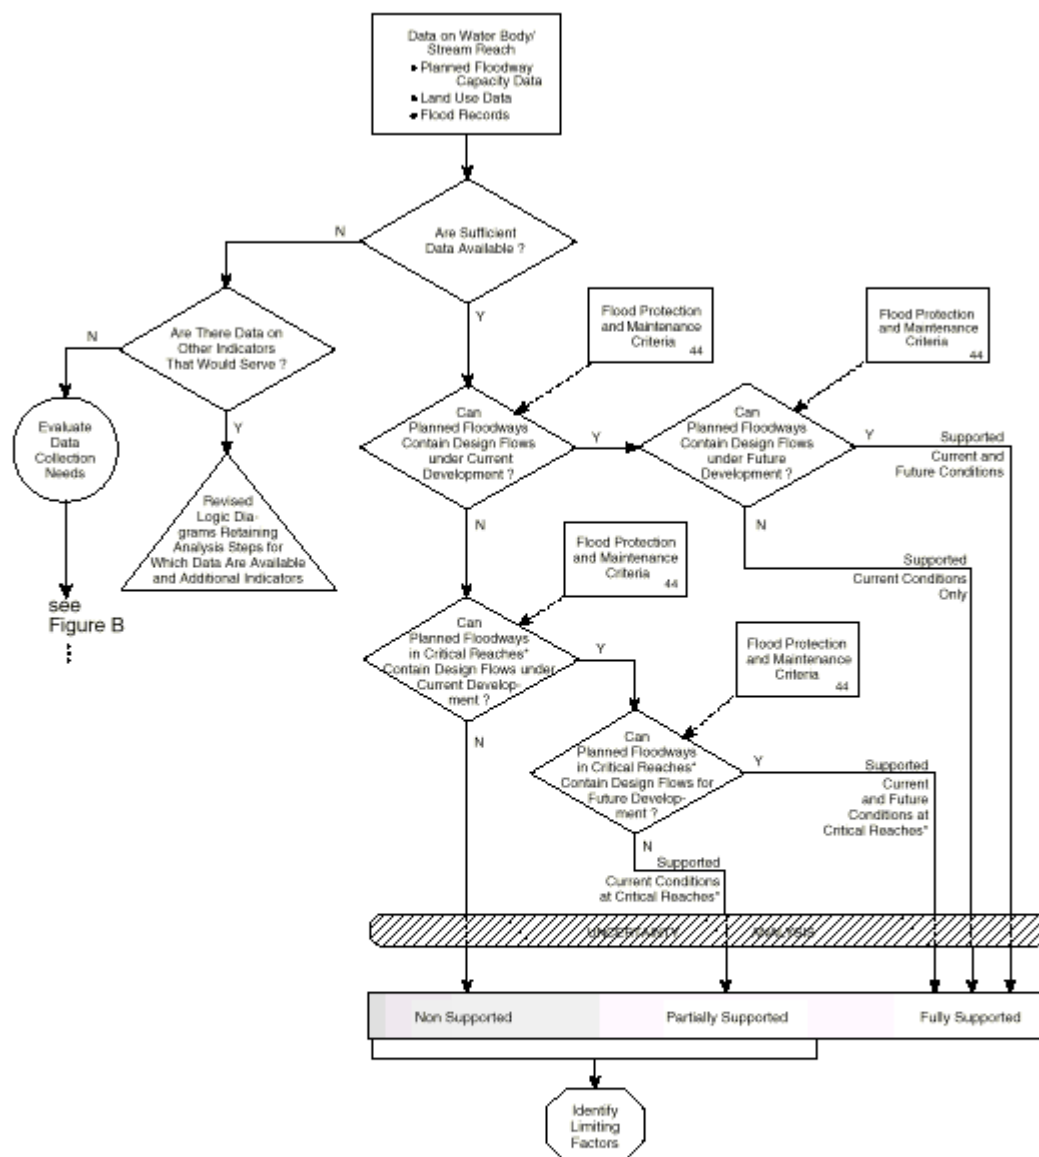 Data on Water Body/
Stream Reach
• Planned Floodway
Capacity Data
• Land Use Data
• Flood Records
Are Sufficient
Data Available ?
N
Y
Are There Data on
Other Indicators
That Would Serve ?
N
Y
Evaluate
Data
Collection
Needs
see
Figure B
Revised
Logic Dia-
grams Retaining
Analysis Steps for
Which Data Are Available
and Additional Indicators
Flood Protection
and Maintenance
Criteria
44
Flood Protection
and Maintenance
Criteria
44
Can
Planned Floodways
Contain Design Flows
under Current
Development ?
Y
N
Can
Planned Floodways
Contain Design Flows
under Future
Development ?
Y
N
Supported
Current and
Future Conditions
Supported
Current Conditions
Only
Flood Protection
and Maintenance
Criteria
44
Can
Planned Floodways
in Critical Reaches*
Contain Design Flows under
Current Develop-
ment ?
Y
N
Flood Protection
and Maintenance
Criteria
44
Can
Planned Floodways
in Critical Reaches*
Contain Design Flows for
Future Develop-
ment ?
Y
N
Supported
Current
and Future
Conditions at
Critical Reaches*
Supported
Current Conditions
at Critical Reaches*
UNCERTAINTY ANALYSIS
Non Supported
Partially Supported
Fully Supported
Identify
Limiting
Factors